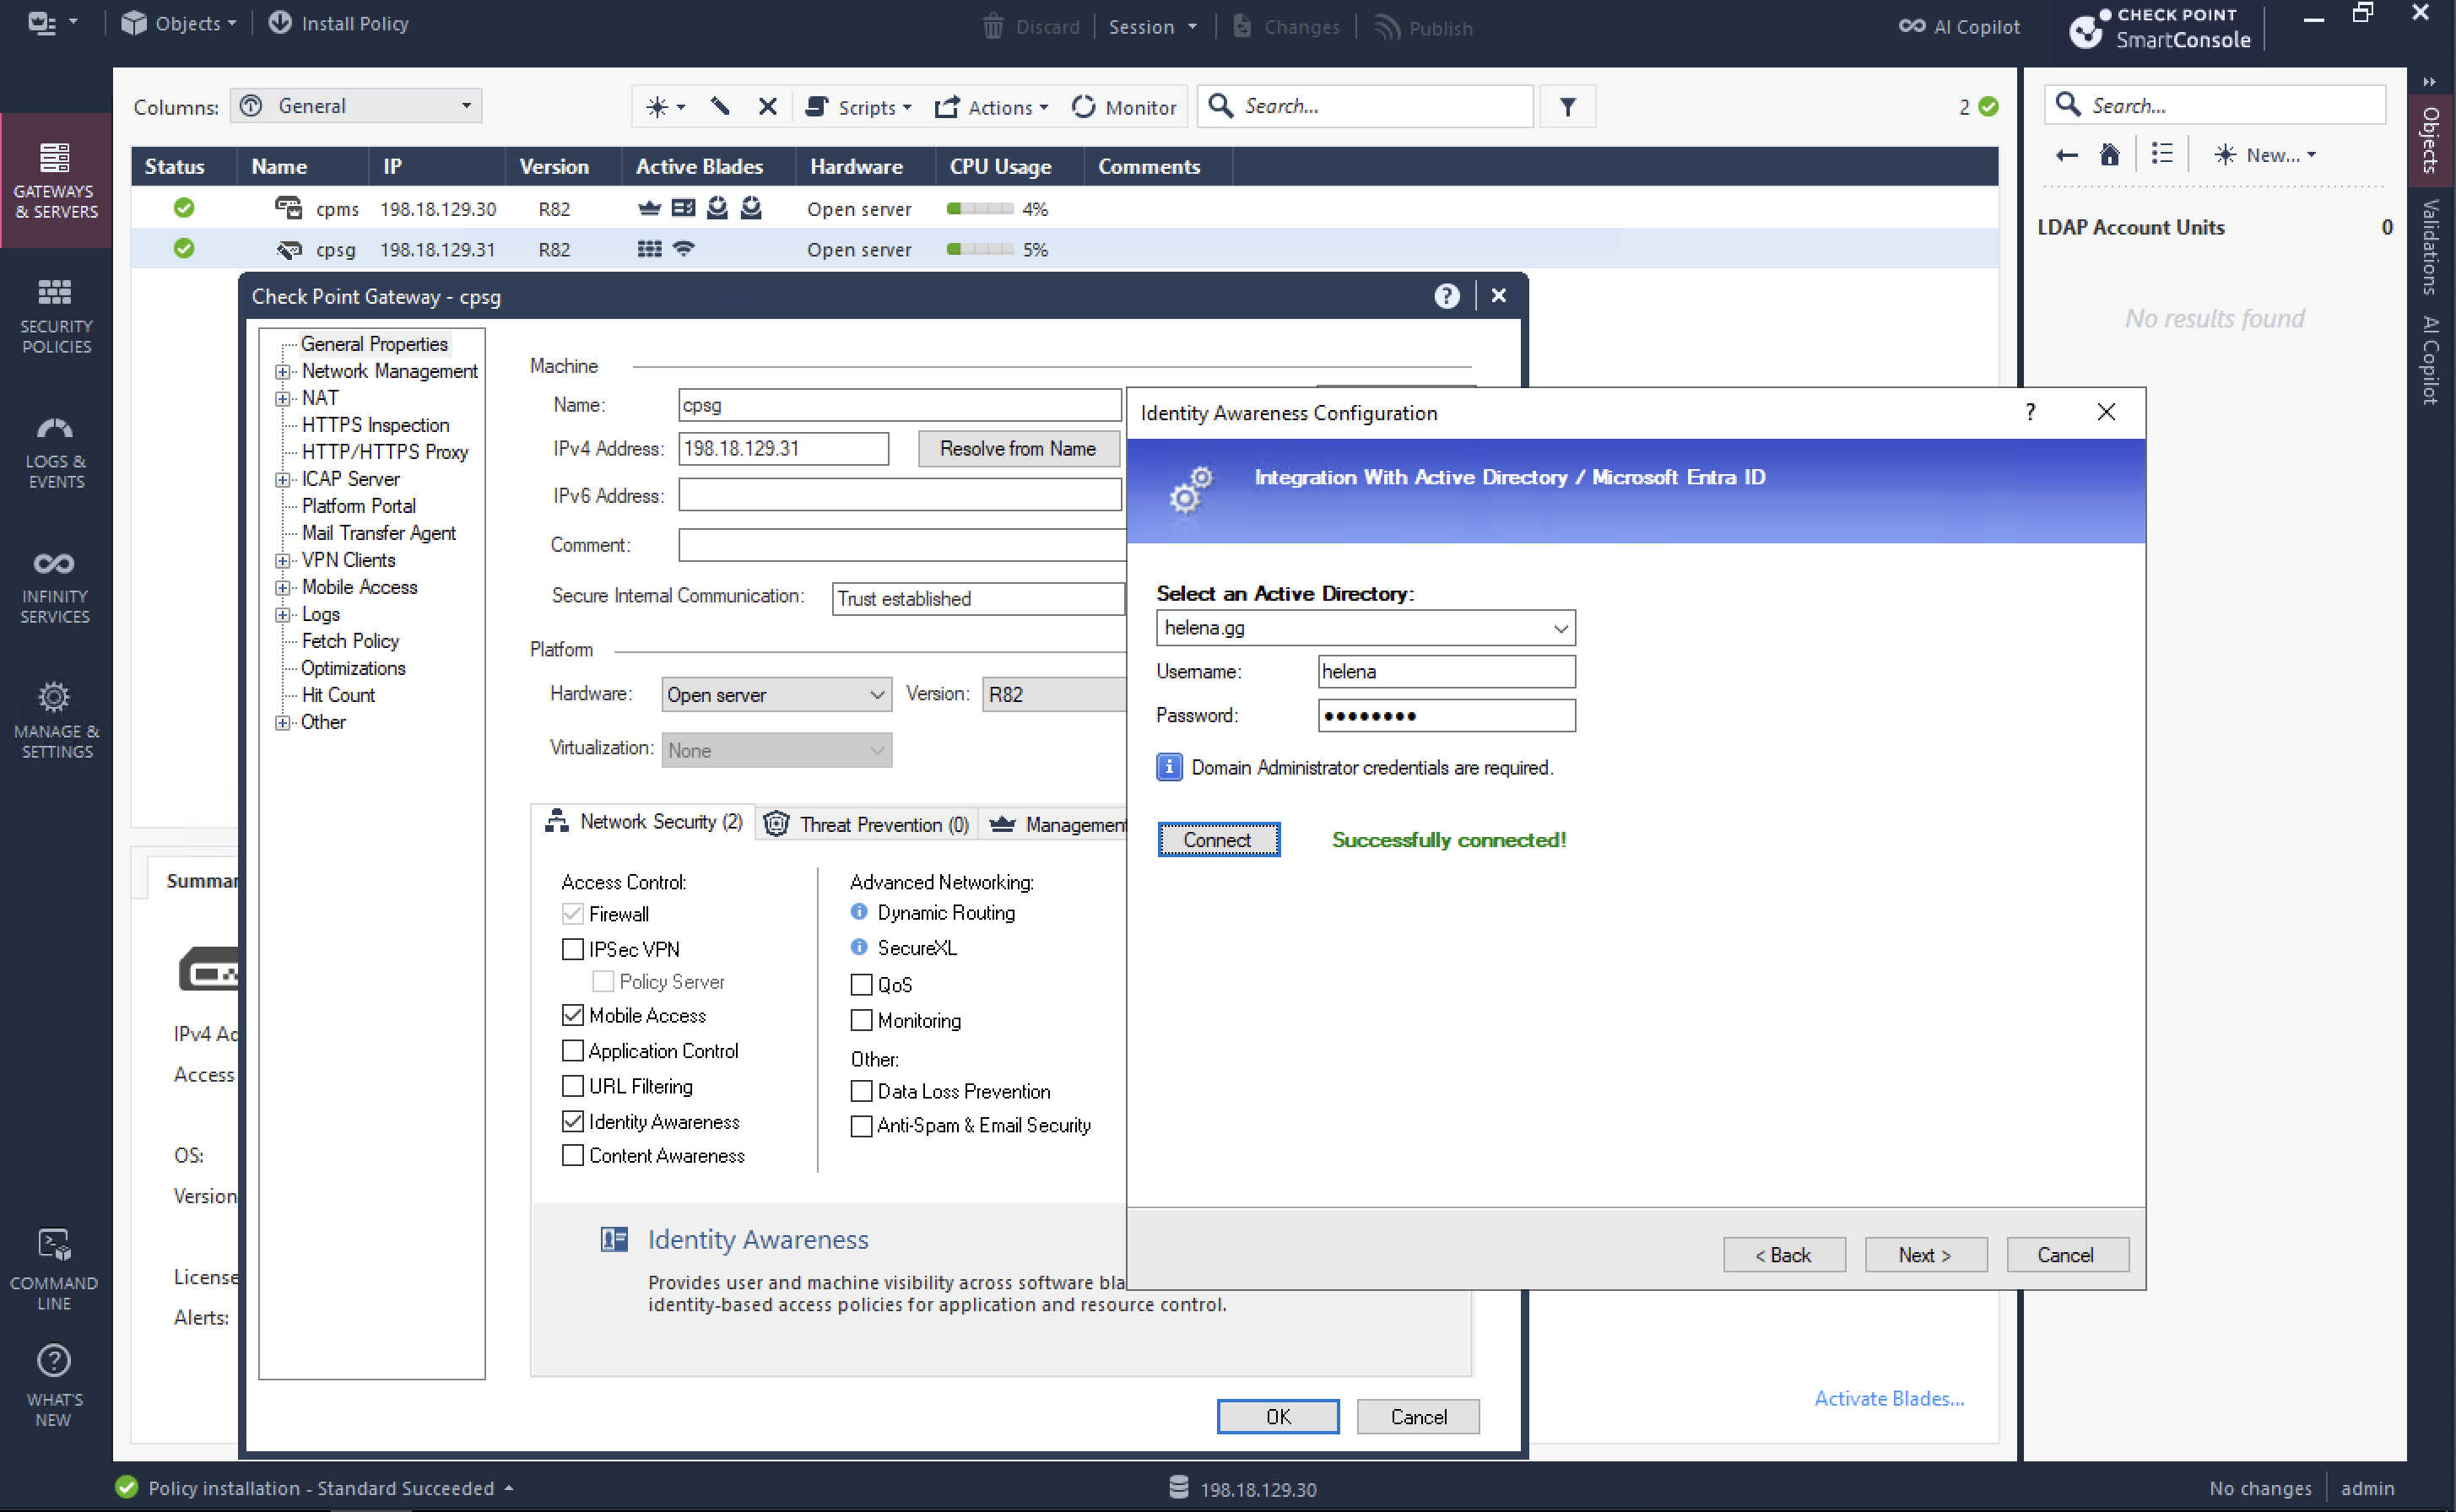 Objects
Install Policy
Discard
Session
Changes
Publish
AI Copilot
CHECK POINT
SmartConsole
GATEWAYS
& SERVERS
SECURITY
POLICIES
LOGS &
EVENTS
INFINITY
SERVICES
MANAGE &
SETTINGS
COMMAND
LINE
WHAT'S
NEW
Columns: General
Scripts
Actions
Monitor
Search...
2
Status Name IP Version Active Blades Hardware CPU Usage Comments
cpms 198.18.129.30 R82 Open server 4%
cpsg 198.18.129.31 R82 Open server 5%
Search...
New...
LDAP Account Units 0
No results found
Objects
Validations
AI Copilot
Check Point Gateway - cpsg
General Properties
Network Management
NAT
HTTPS Inspection
HTTP/HTTPS Proxy
ICAP Server
Platform Portal
Mail Transfer Agent
VPN Clients
Mobile Access
Logs
Fetch Policy
Optimizations
Hit Count
Other
Machine
Name: cpsg
IPv4 Address: 198.18.129.31 Resolve from Name
IPv6 Address:
Comment:
Secure Internal Communication: Trust established
Platform
Hardware: Open server Version: R82
Virtualization: None
Network Security (2) Threat Prevention (0) Management
Access Control:
Firewall
IPSec VPN
Policy Server
Mobile Access
Application Control
URL Filtering
Identity Awareness
Content Awareness
Advanced Networking:
Dynamic Routing
SecureXL
QoS
Monitoring
Other:
Data Loss Prevention
Anti-Spam & Email Security
Identity Awareness
Provides user and machine visibility across software bla
identity-based access policies for application and resource control.
OK Cancel
Identity Awareness Configuration ?
Integration With Active Directory / Microsoft Entra ID
Select an Active Directory:
helena.gg
Username: helena
Password: ●●●●●●●●
Domain Administrator credentials are required.
Connect Successfully connected!
< Back Next > Cancel
Summar
IPv4 Ad
Access
OS:
Version
License
Alerts:
Activate Blades...
Policy installation - Standard Succeeded
198.18.129.30
No changes
admin